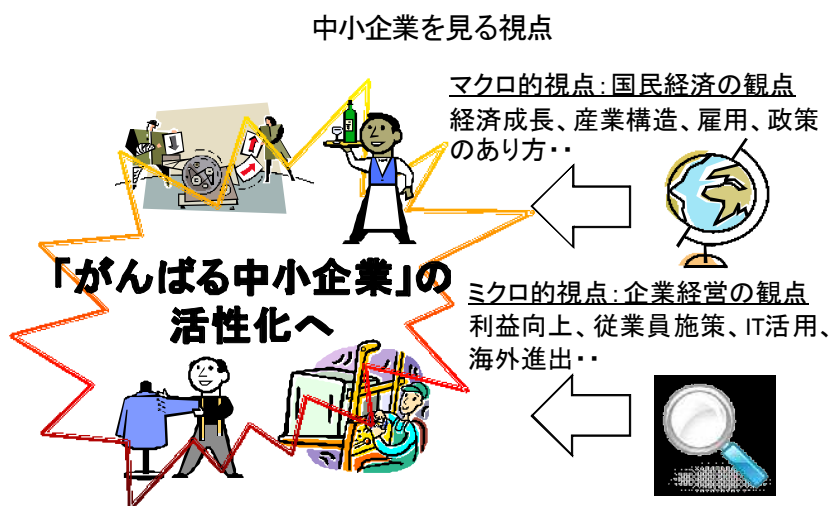 中小企業を見る視点
マクロ的視点：国民経済の観点
経済成長、産業構造、雇用、政策
のあり方・・
「がんばる中小企業」の
活性化へ
ミクロ的視点：企業経営の観点
利益向上、従業員施策、IT活用、
海外進出・・